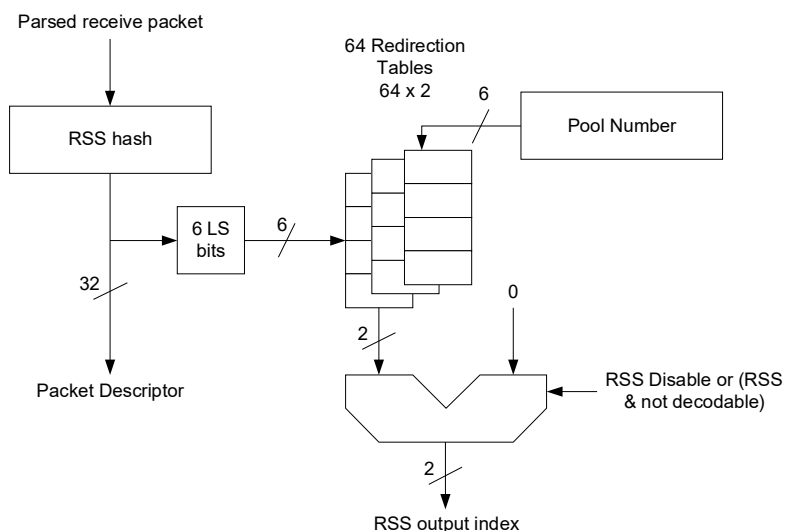 Parsed receive packet
64 Redirection
Tables
64 x 2
6
Pool Number
RSS hash
6 LS
bits
6
32
0
2
Packet Descriptor
RSS Disable or (RSS
& not decodable)
2
RSS output index